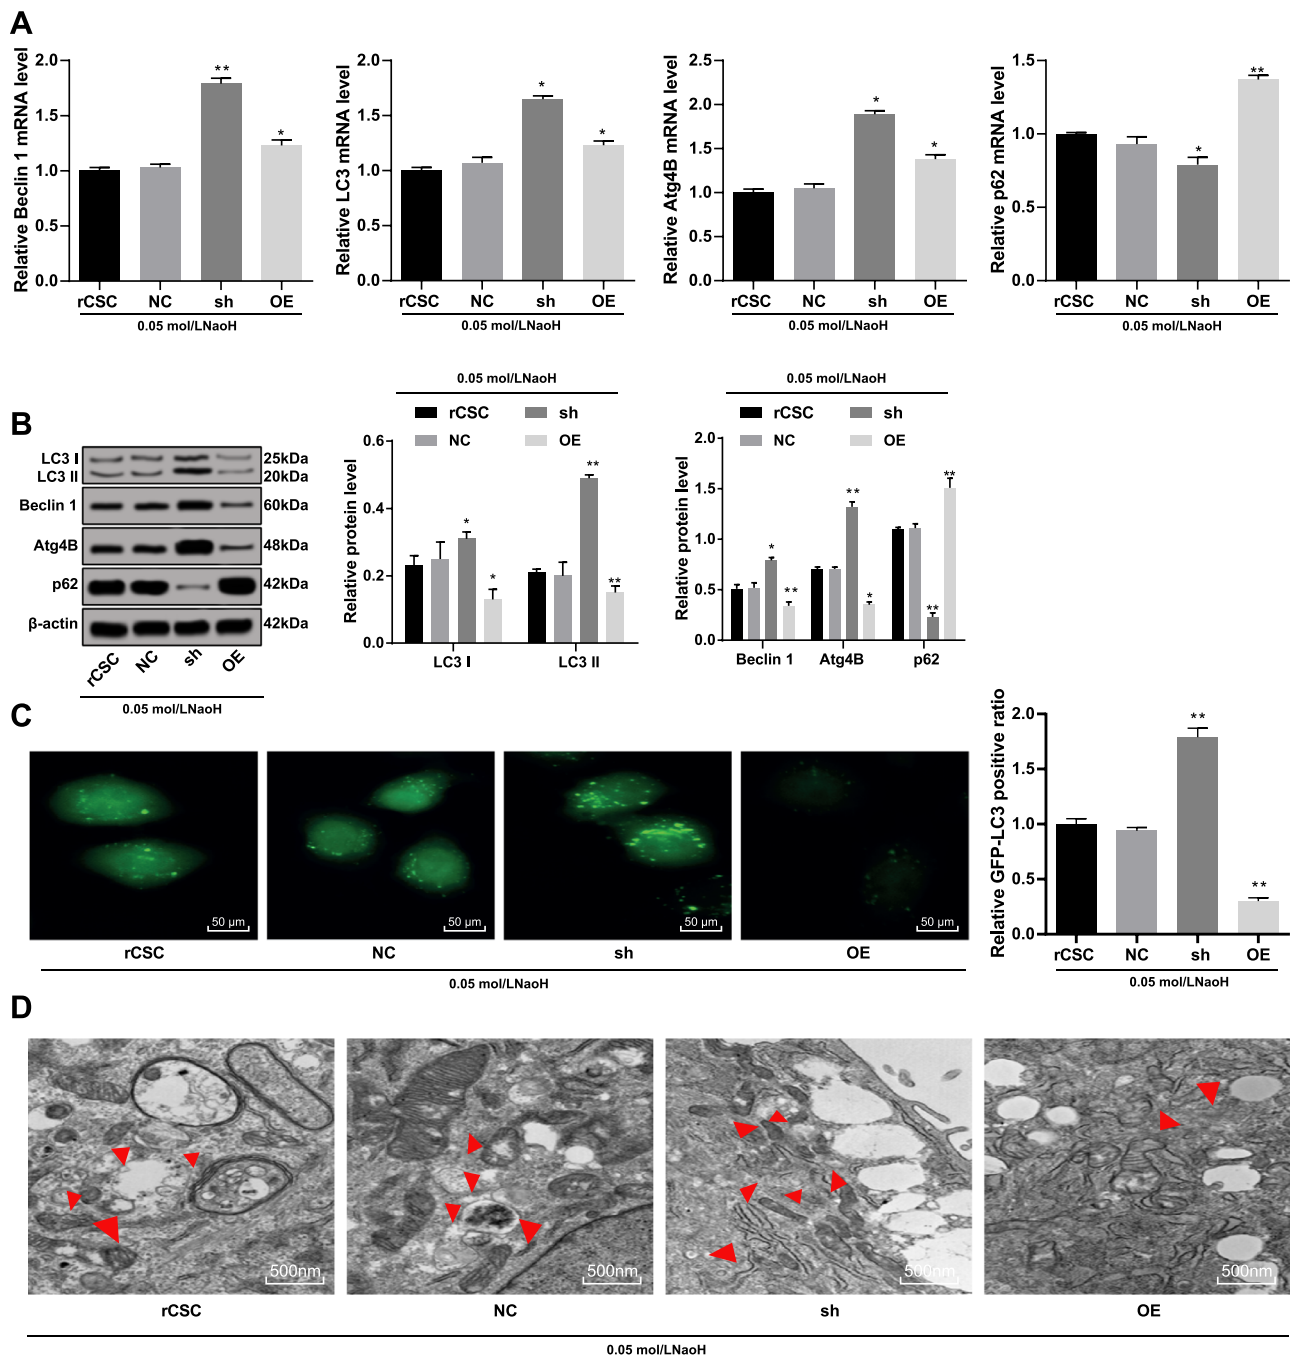 A
Relative Beclin 1 mRNA level
2.0
1.5
1.0
0.5
0.0
**
*
rCSC NC sh OE
0.05 mol/LNaoH
Relative LC3 mRNA level
2.0
1.5
1.0
0.5
0.0
*
*
rCSC NC sh OE
0.05 mol/LNaoH
Relative Atg4B mRNA level
2.5
2.0
1.5
1.0
0.5
0.0
*
*
rCSC NC sh OE
0.05 mol/LNaoH
Relative p62 mRNA level
1.5
1.0
0.5
0.0
*
**
rCSC NC sh OE
0.05 mol/LNaoH
B
LC3 I 25kDa
LC3 II 20kDa
Beclin 1 60kDa
Atg4B 48kDa
p62 42kDa
β-actin 42kDa
rCSC NC sh OE
0.05 mol/LNaoH
0.05 mol/LNaoH
rCSC sh
NC OE
Relative protein level
0.6
0.4
0.2
0.0
*
*
**
**
LC3 I LC3 II
0.05 mol/LNaoH
rCSC sh
NC OE
Relative protein level
2.0
1.5
1.0
0.5
0.0
*
**
**
*
**
**
Beclin 1 Atg4B p62
C
50 μm
50 μm
50 μm
50 μm
rCSC NC sh OE
0.05 mol/LNaoH
Relative GFP-LC3 positive ratio
2.0
1.5
1.0
0.5
0.0
**
**
rCSC NC sh OE
0.05 mol/LNaoH
D
500nm
500nm
500nm
500nm
rCSC NC sh OE
0.05 mol/LNaoH